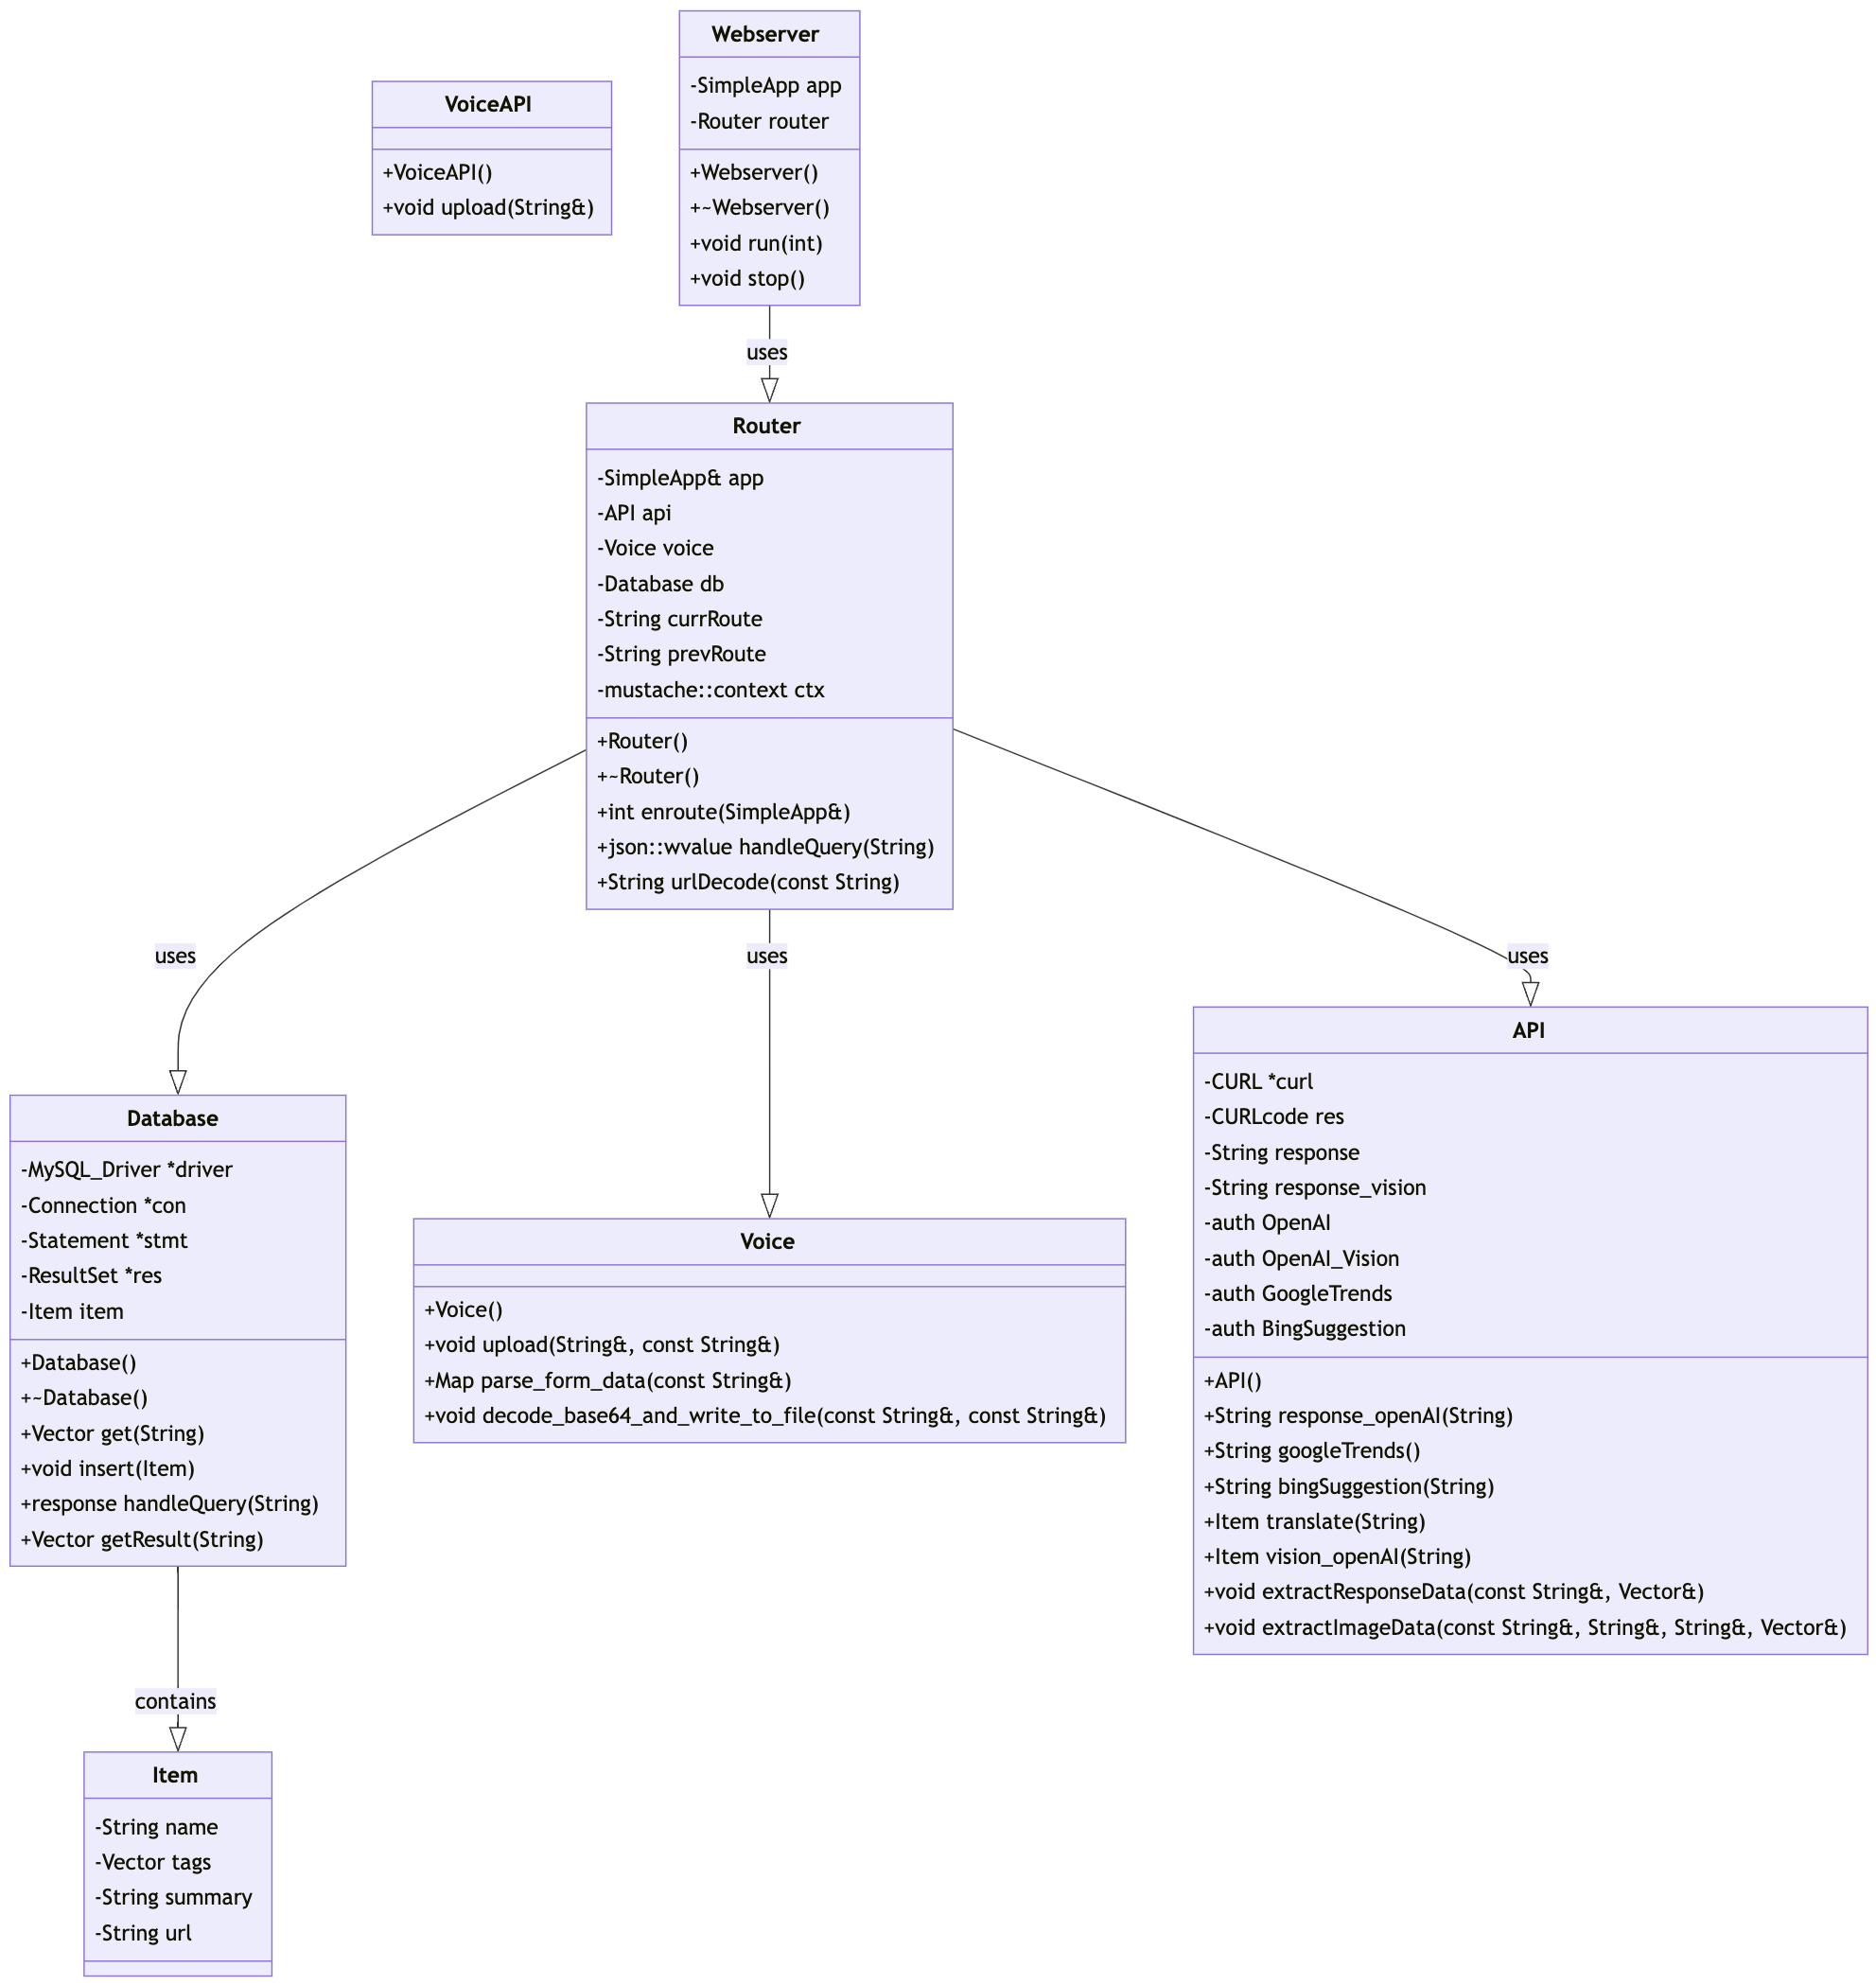 Webserver
-SimpleApp app
-Router router
+Webserver()
+~Webserver()
+void run(int)
+void stop()
VoiceAPI
+VoiceAPI()
+void upload(String&)
uses
Router
-SimpleApp& app
-API api
-Voice voice
-Database db
-String currRoute
-String prevRoute
-mustache::context ctx
+Router()
+~Router()
+int enroute(SimpleApp&)
+json::wvalue handleQuery(String)
+String urlDecode(const String)
uses
uses
uses
Database
-MySQL_Driver *driver
-Connection *con
-Statement *stmt
-ResultSet *res
-Item item
+Database()
+~Database()
+Vector get(String)
+void insert(Item)
+response handleQuery(String)
+Vector getResult(String)
Voice
+Voice()
+void upload(String&, const String&)
+Map parse_form_data(const String&)
+void decode_base64_and_write_to_file(const String&, const String&)
API
-CURL *curl
-CURLcode res
-String response
-String response_vision
-auth OpenAI
-auth OpenAI_Vision
-auth GoogleTrends
-auth BingSuggestion
+API()
+String response_openAI(String)
+String googleTrends()
+String bingSuggestion(String)
+Item translate(String)
+Item vision_openAI(String)
+void extractResponseData(const String&, Vector&)
+void extractImageData(const String&, String&, String&, Vector&)
contains
Item
-String name
-Vector tags
-String summary
-String url